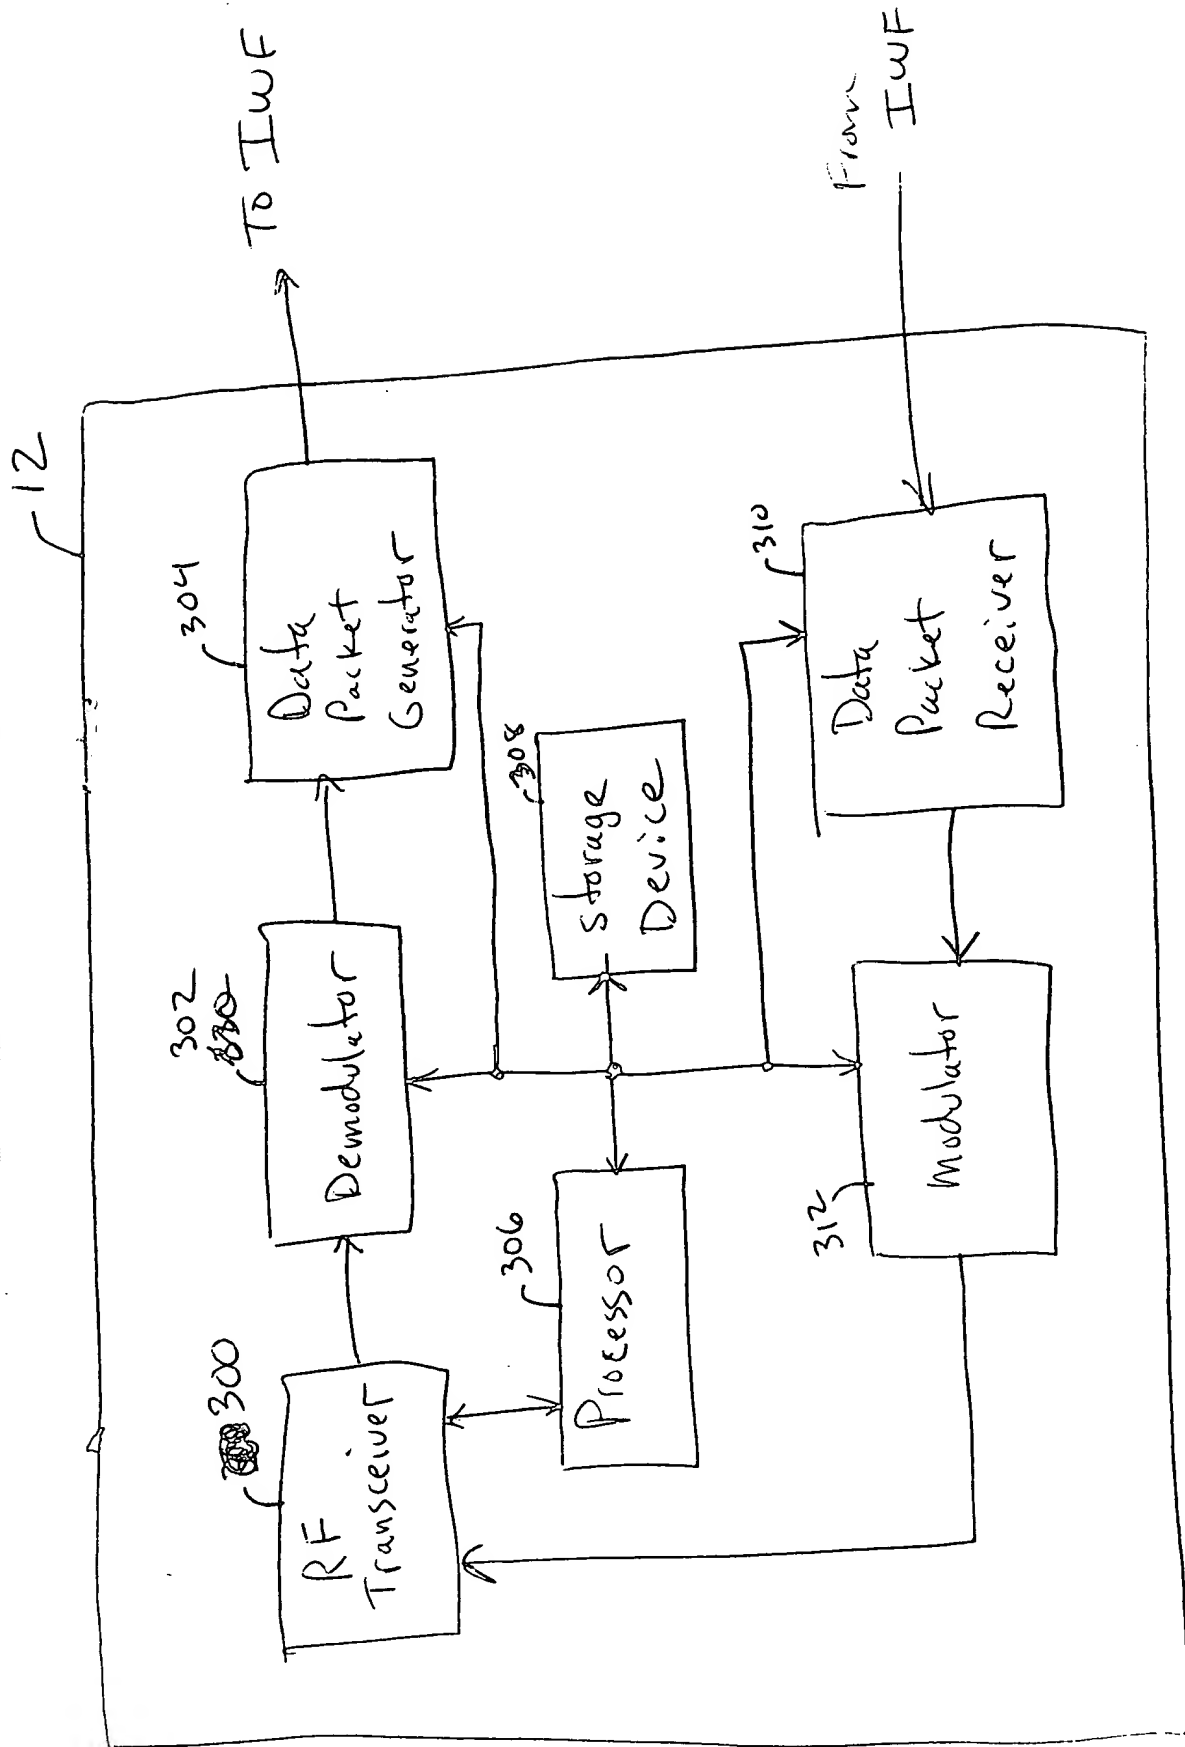 12
300
RF
Transceiver
302
Demodulator
304
Data
Packet
Generator
To IWF
306
Processor
308
Storage
Device
312
Modulator
310
Data
Packet
Receiver
From
IWF